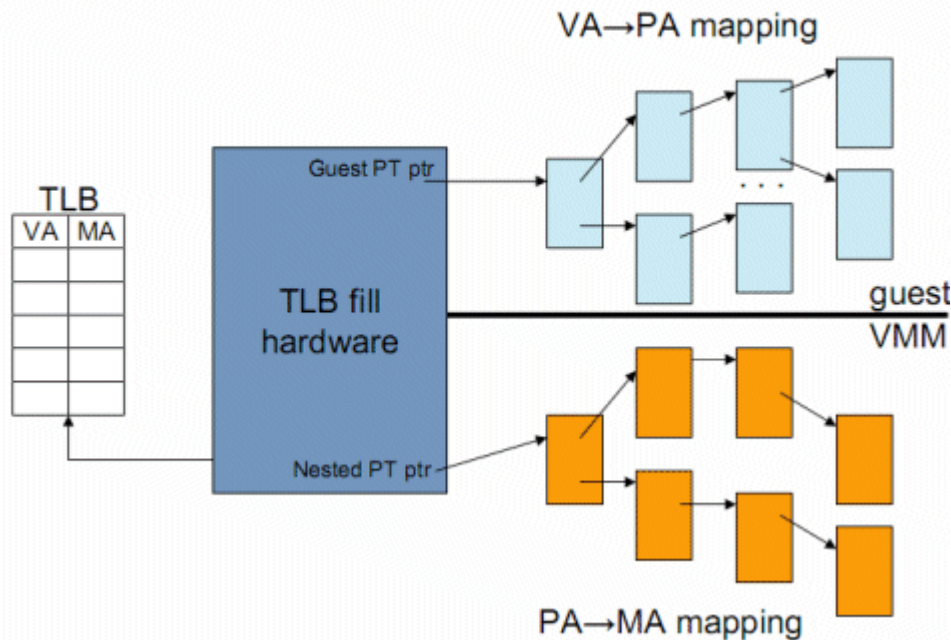 VA→PA mapping
Guest PT ptr
TLB
VA MA
TLB fill
hardware
. . .
guest
VMM
Nested PT ptr
PA→MA mapping